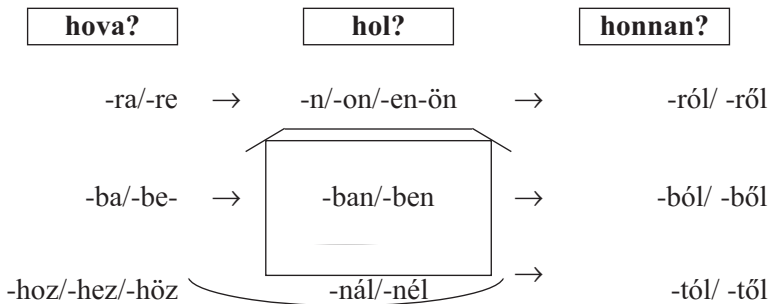 hova? hol? honnan?
-ra/-re → -n/-on/-en-ön → -ról/ -ről
-ba/-be- → -ban/-ben → -ból/ -ből
-hoz/-hez/-höz -nál/-nél → -tól/ -től